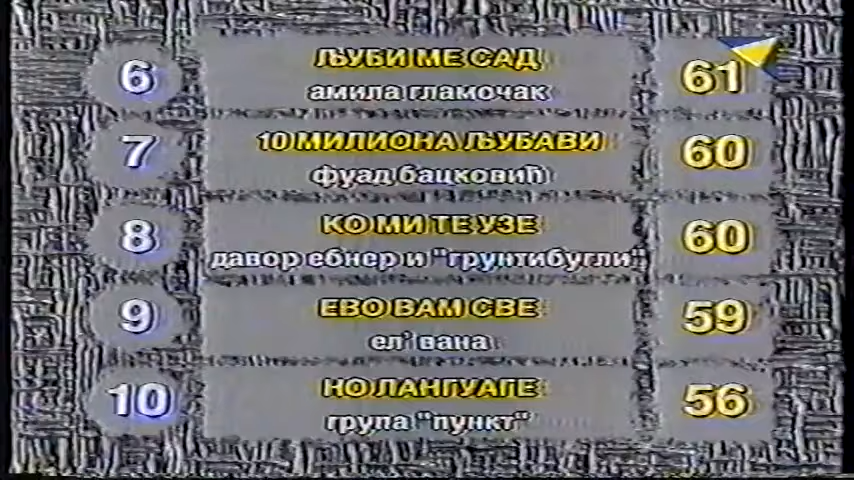 6 ЉУБИ МЕ САД 61
амила гламочак
7 10 МИЛИОНА ЉУБАВИ 60
фуад бацковић
8 КО МИ ТЕ УЗЕ 60
давор ебнер и "грунтибугли"
9 ЕВО ВАМ СВЕ 59
ел' вана
10 НО ЛАНГУАГЕ 56
група "пункт"